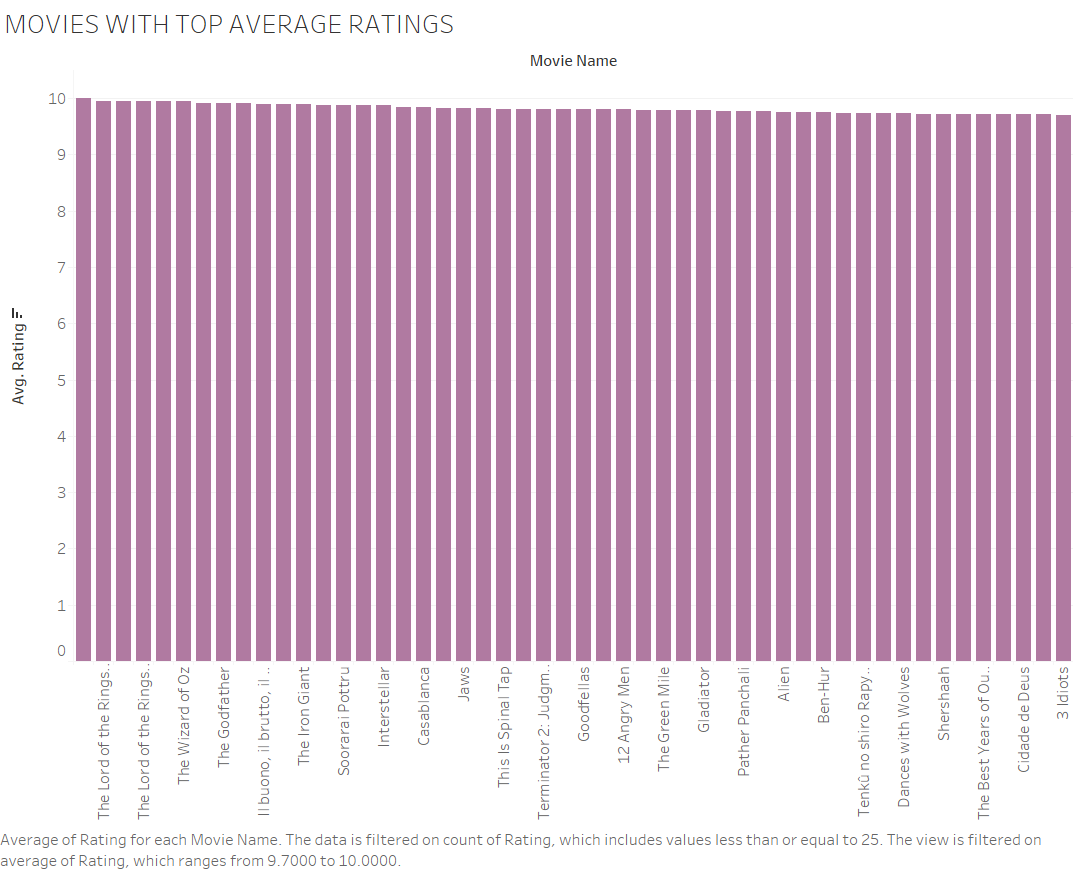 MOVIES WITH TOP AVERAGE RATINGS
Movie Name
Avg. Rating
10
9
8
7
6
5
4
3
2
1
0
The Lord of the Rings..
The Lord of the Rings..
The Wizard of Oz
The Godfather
Il buono, il brutto, il ..
The Iron Giant
Soorarai Pottru
Interstellar
Casablanca
Jaws
This Is Spinal Tap
Terminator 2: Judgm..
Goodfellas
12 Angry Men
The Green Mile
Gladiator
Pather Panchali
Alien
Ben-Hur
Tenkû no shiro Rapy..
Dances with Wolves
Shershaah
The Best Years of Ou..
Cidade de Deus
3 Idiots
Average of Rating for each Movie Name. The data is filtered on count of Rating, which includes values less than or equal to 25. The view is filtered on
average of Rating, which ranges from 9.7000 to 10.0000.